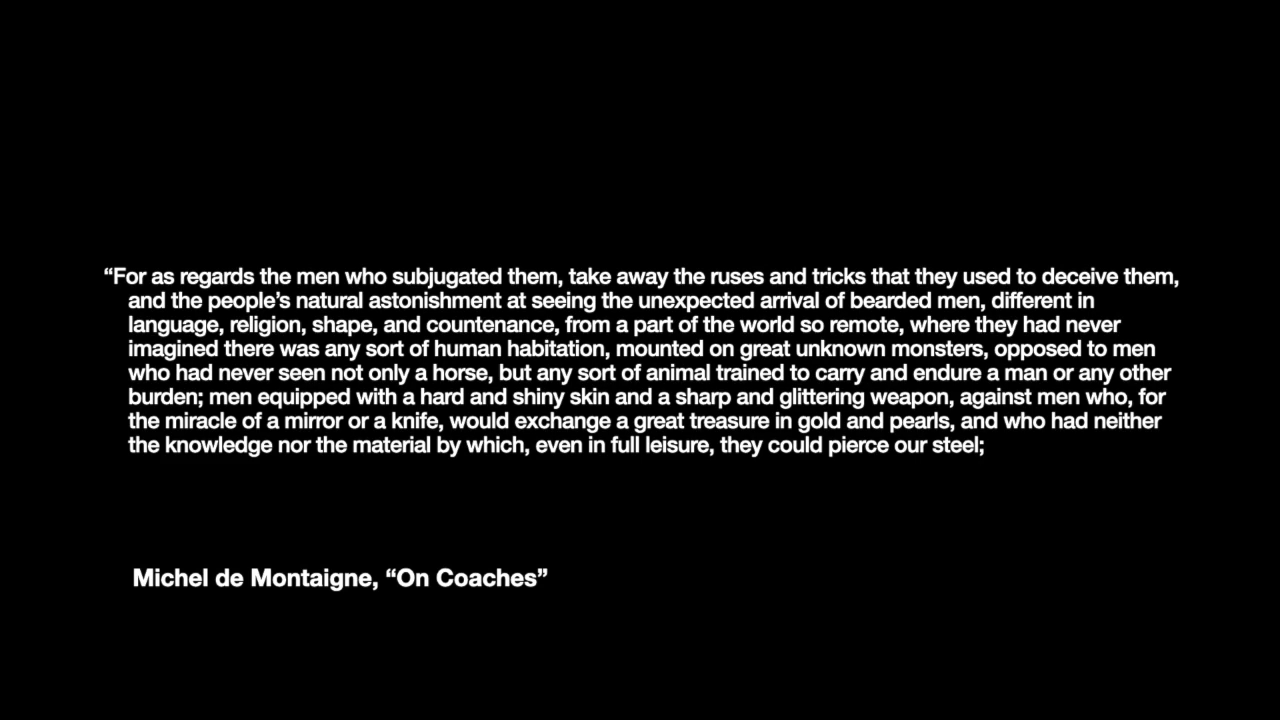 “For as regards the men who subjugated them, take away the ruses and tricks that they used to deceive them,
and the people’s natural astonishment at seeing the unexpected arrival of bearded men, different in
language, religion, shape, and countenance, from a part of the world so remote, where they had never
imagined there was any sort of human habitation, mounted on great unknown monsters, opposed to men
who had never seen not only a horse, but any sort of animal trained to carry and endure a man or any other
burden; men equipped with a hard and shiny skin and a sharp and glittering weapon, against men who, for
the miracle of a mirror or a knife, would exchange a great treasure in gold and pearls, and who had neither
the knowledge nor the material by which, even in full leisure, they could pierce our steel;
Michel de Montaigne, “On Coaches”